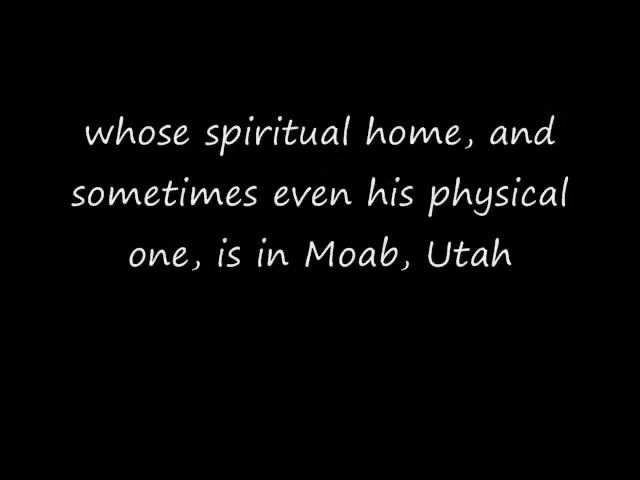 whose spiritual home, and
sometimes even his physical
one, is in Moab, Utah